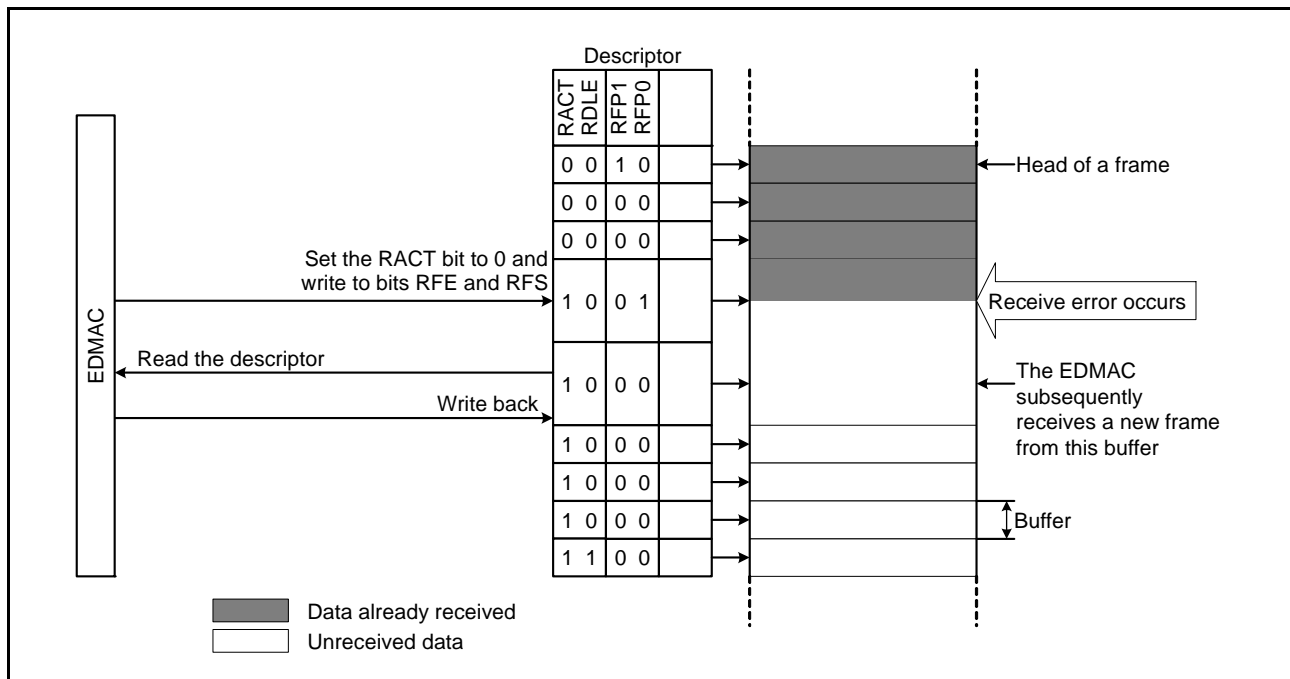 Descriptor
RACT
RDLE
RFP1
RFP0
EDMAC
0 0 1 0
Head of a frame
0 0 0 0
0 0 0 0
Set the RACT bit to 0 and
write to bits RFE and RFS
1 0 0 1
Receive error occurs
Read the descriptor
1 0 0 0
Write back
The EDMAC
subsequently
receives a new frame
from this buffer
1 0 0 0
1 0 0 0
1 0 0 0
Buffer
1 1 0 0
Data already received
Unreceived data